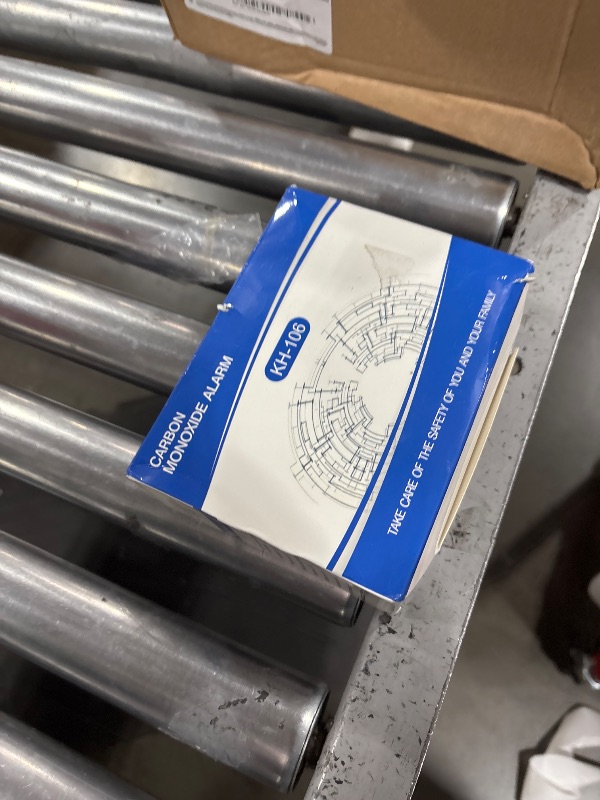 CARBON
MONOXIDE ALARM
KH-106
TAKE CARE OF THE SAFETY OF YOU AND YOUR FAMILY